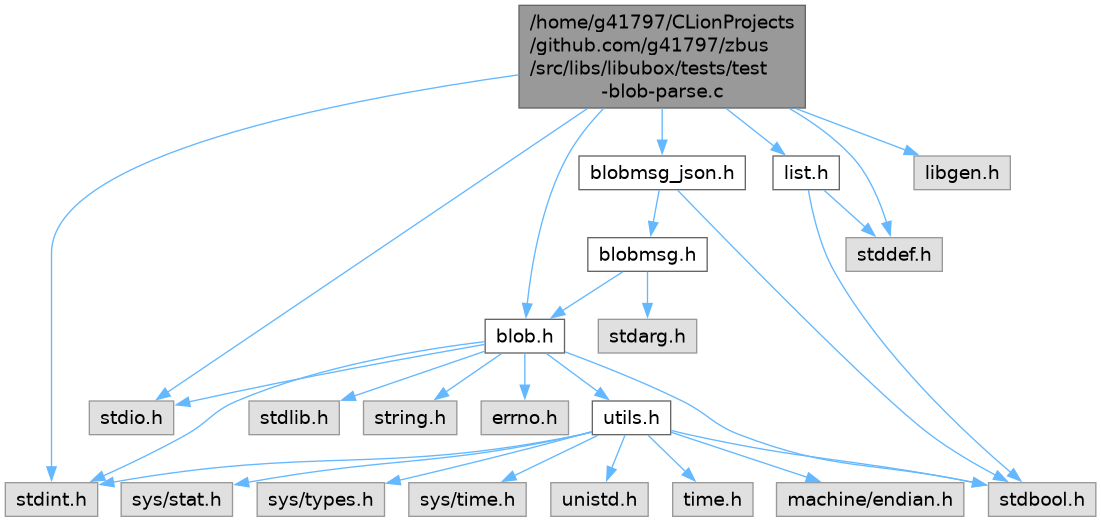 /home/g41797/CLionProjects
/github.com/g41797/zbus
/src/libs/libubox/tests/test
-blob-parse.c
blobmsg_json.h
list.h
libgen.h
blobmsg.h
stddef.h
blob.h
stdarg.h
stdio.h
stdlib.h
string.h
errno.h
utils.h
stdint.h
sys/stat.h
sys/types.h
sys/time.h
unistd.h
time.h
machine/endian.h
stdbool.h